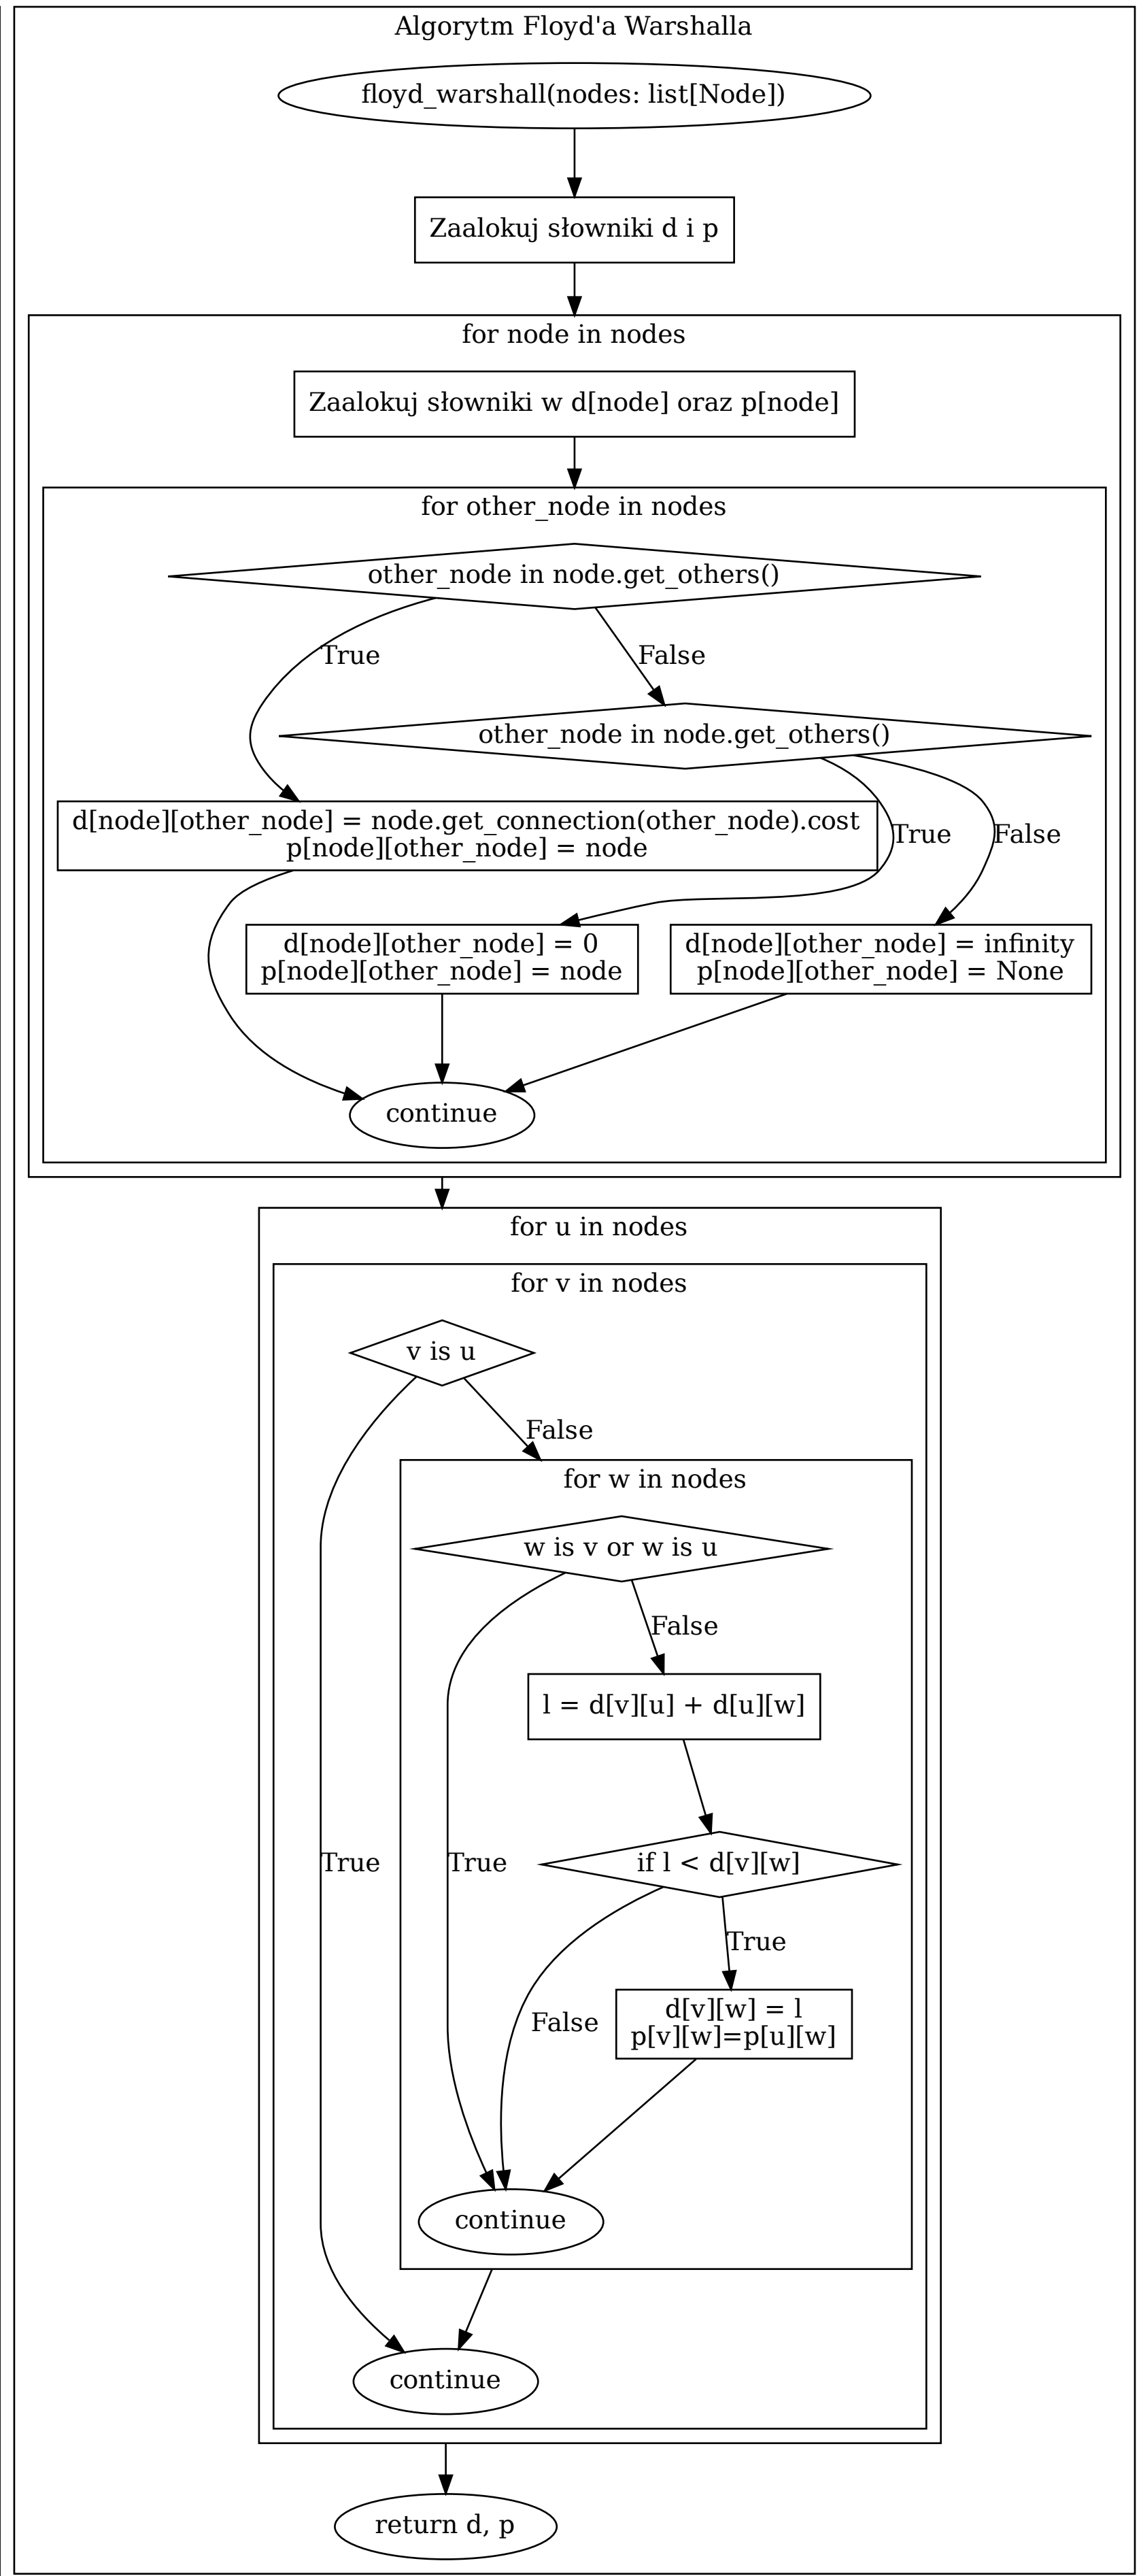 Algorytm Floyd'a Warshalla
floyd_warshall(nodes: list[Node])
Zaalokuj słowniki d i p
for node in nodes
Zaalokuj słowniki w d[node] oraz p[node]
for other_node in nodes
other_node in node.get_others()
True
False
other_node in node.get_others()
d[node][other_node] = node.get_connection(other_node).cost
p[node][other_node] = node
True
False
d[node][other_node] = 0
p[node][other_node] = node
d[node][other_node] = infinity
p[node][other_node] = None
continue
for u in nodes
for v in nodes
v is u
False
for w in nodes
w is v or w is u
False
l = d[v][u] + d[u][w]
True
True
if l < d[v][w]
True
False
d[v][w] = l
p[v][w]=p[u][w]
continue
continue
return d, p